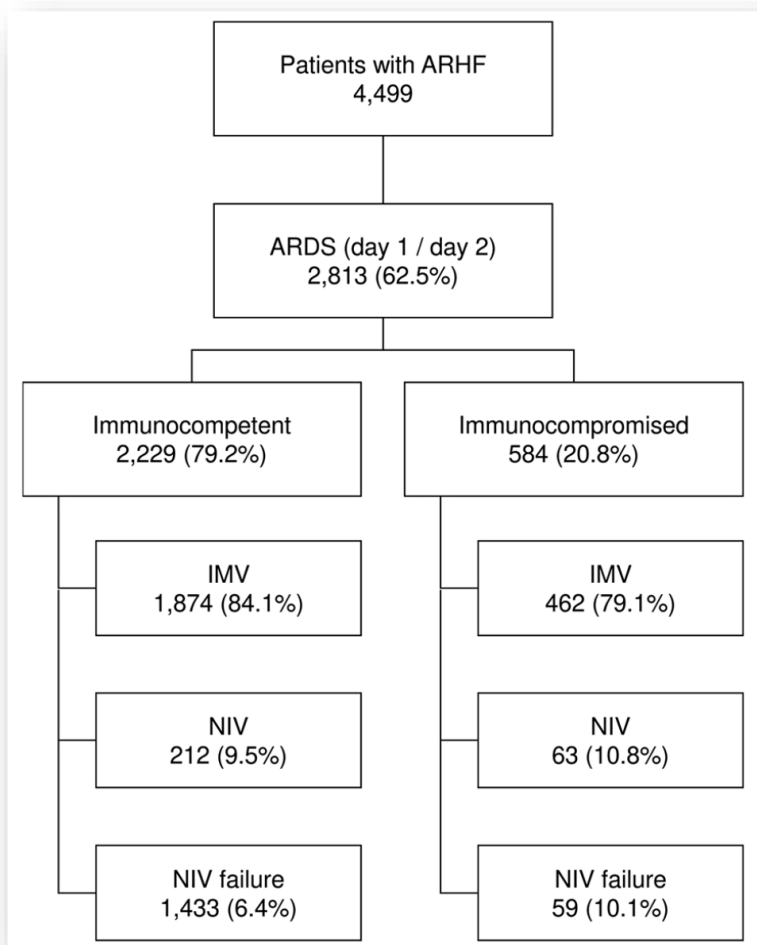 Patients with ARHF
4,499
ARDS (day 1 / day 2)
2,813 (62.5%)
Immunocompetent
2,229 (79.2%)
Immunocompromised
584 (20.8%)
IMV
1,874 (84.1%)
IMV
462 (79.1%)
NIV
212 (9.5%)
NIV
63 (10.8%)
NIV failure
1,433 (6.4%)
NIV failure
59 (10.1%)